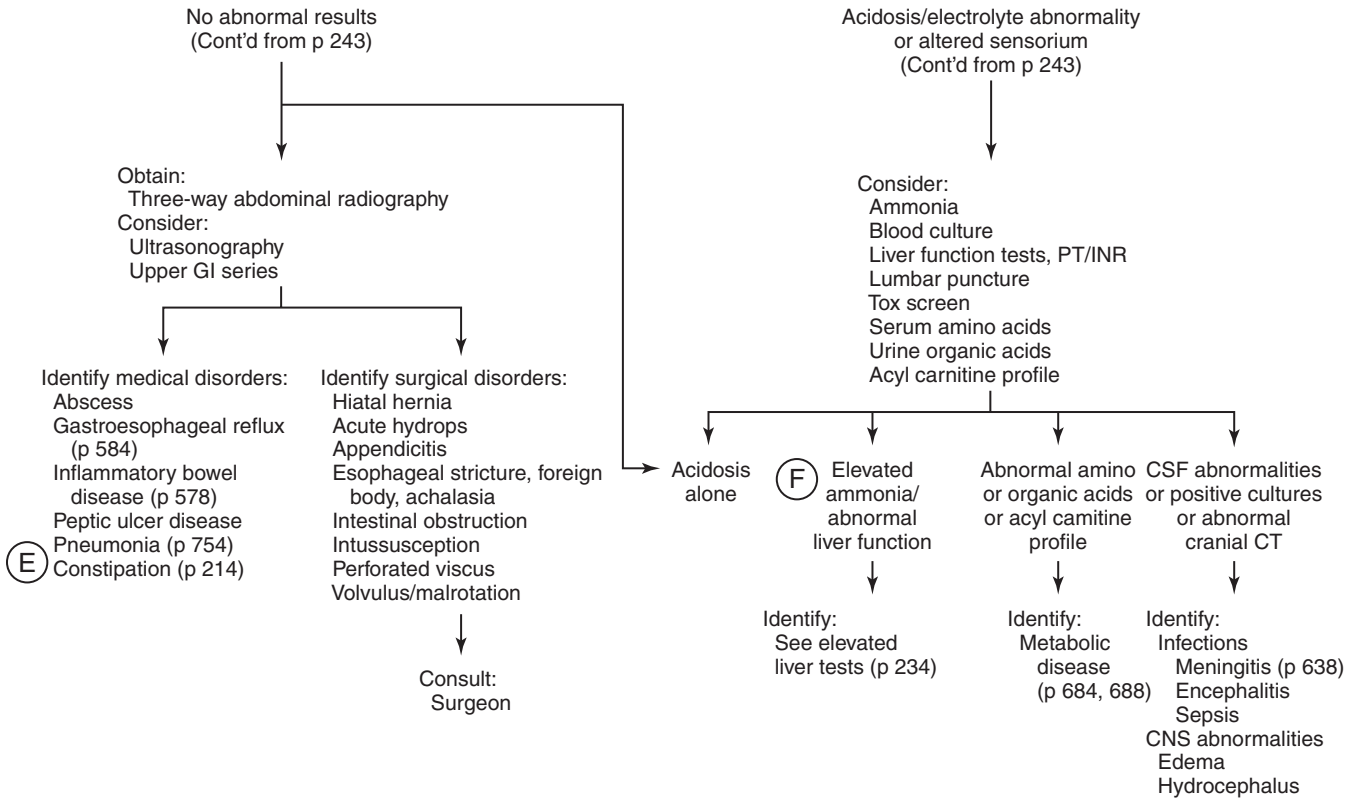 No abnormal results
(Cont'd from p 243)
Acidosis/electrolyte abnormality
or altered sensorium
(Cont'd from p 243)
Obtain:
Three-way abdominal radiography
Consider:
Ultrasonography
Upper GI series
Consider:
Ammonia
Blood culture
Liver function tests, PT/INR
Lumbar puncture
Tox screen
Serum amino acids
Urine organic acids
Acyl carnitine profile
Identify medical disorders:
Abscess
Gastroesophageal reflux
(p 584)
Inflammatory bowel
disease (p 578)
Peptic ulcer disease
Pneumonia (p 754)
E
Constipation (p 214)
Identify surgical disorders:
Hiatal hernia
Acute hydrops
Appendicitis
Esophageal stricture, foreign
body, achalasia
Intestinal obstruction
Intussusception
Perforated viscus
Volvulus/malrotation
Consult:
Surgeon
Acidosis
alone
F
Elevated
ammonia/
abnormal
liver function
Identify:
See elevated
liver tests (p 234)
Abnormal amino
or organic acids
or acyl camitine
profile
Identify:
Metabolic
disease
(p 684, 688)
CSF abnormalities
or positive cultures
or abnormal
cranial CT
Identify:
Infections
Meningitis (p 638)
Encephalitis
Sepsis
CNS abnormalities
Edema
Hydrocephalus